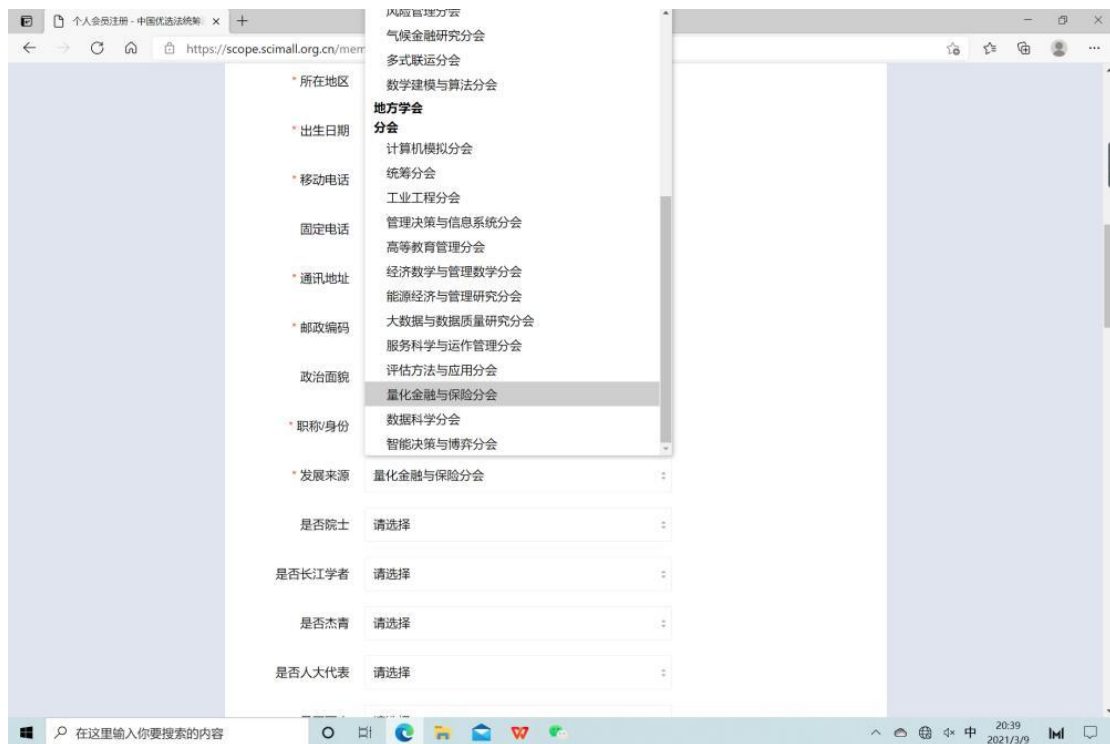 个人会员注册 - 中国优选法统筹
https://scope.scimall.org.cn/mem
风险管理分会
气候金融研究分会
多式联运分会
数学建模与算法分会
地方学会
分会
计算机模拟分会
统筹分会
工业工程分会
管理决策与信息系统分会
高等教育管理分会
经济数学与管理数学分会
能源经济与管理研究分会
大数据与数据质量研究分会
服务科学与运作管理分会
评估方法与应用分会
量化金融与保险分会
数据科学分会
智能决策与博弈分会
* 所在地区
* 出生日期
* 移动电话
固定电话
* 通讯地址
* 邮政编码
政治面貌
* 职称/身份
* 发展来源 量化金融与保险分会
是否院士 请选择
是否长江学者 请选择
是否杰青 请选择
是否人大代表 请选择
在这里输入你要搜索的内容
中
20:39
2021/3/9